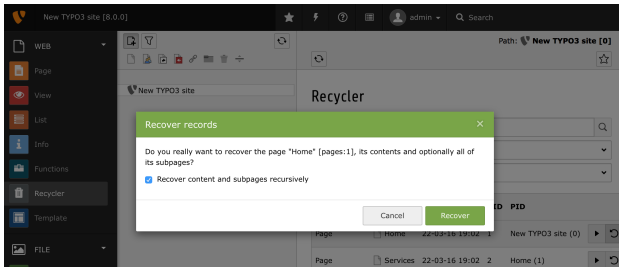 New TYPO3 site [8.0.0]
admin
Search
WEB
Page
View
List
Info
Functions
Recycler
Template
FILE
New TYPO3 site
Path: New TYPO3 site [0]
Recycler
Recover records
Do you really want to recover the page "Home" [pages:1], its contents and optionally all of
its subpages?
Recover content and subpages recursively
Cancel
Recover
ID PID
Page Home 22-03-16 19:02 1 New TYPO3 site (0)
Page Services 22-03-16 19:02 2 Home (1)